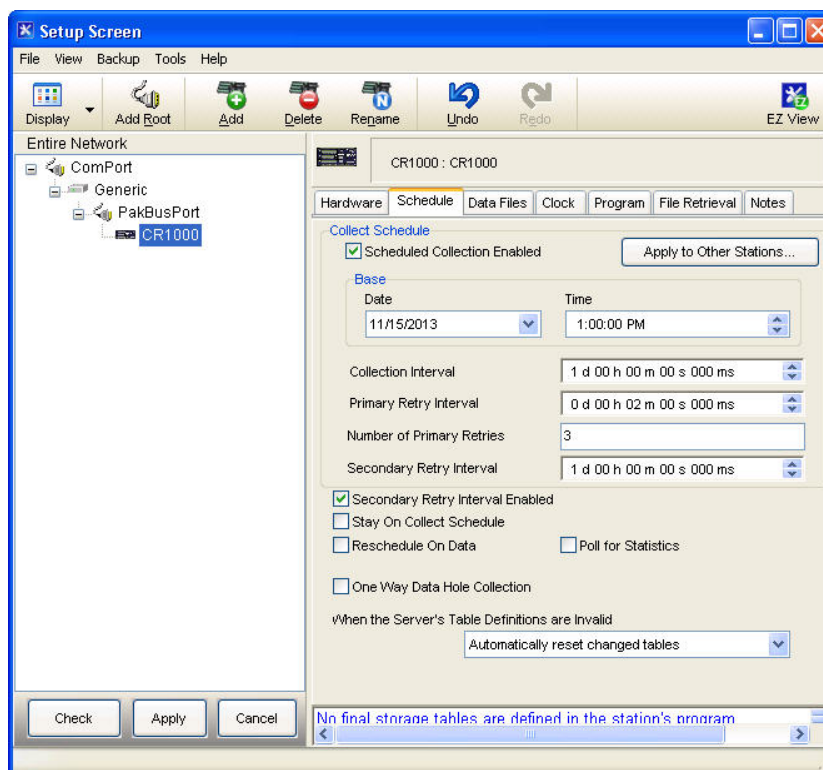 Setup Screen
File View Backup Tools Help
Display Add Root Add Delete Rename Undo Redo EZ View
Entire Network
ComPort
Generic
PakBusPort
CR1000
CR1000 : CR1000
Hardware Schedule Data Files Clock Program File Retrieval Notes
Collect Schedule
Scheduled Collection Enabled
Apply to Other Stations...
Base
Date Time
11/15/2013 1:00:00 PM
Collection Interval 1 d 00 h 00 m 00 s 000 ms
Primary Retry Interval 0 d 00 h 02 m 00 s 000 ms
Number of Primary Retries 3
Secondary Retry Interval 1 d 00 h 00 m 00 s 000 ms
Secondary Retry Interval Enabled
Stay On Collect Schedule
Reschedule On Data Poll for Statistics
One Way Data Hole Collection
When the Server's Table Definitions are Invalid
Automatically reset changed tables
Check Apply Cancel
No final storage tables are defined in the station's program